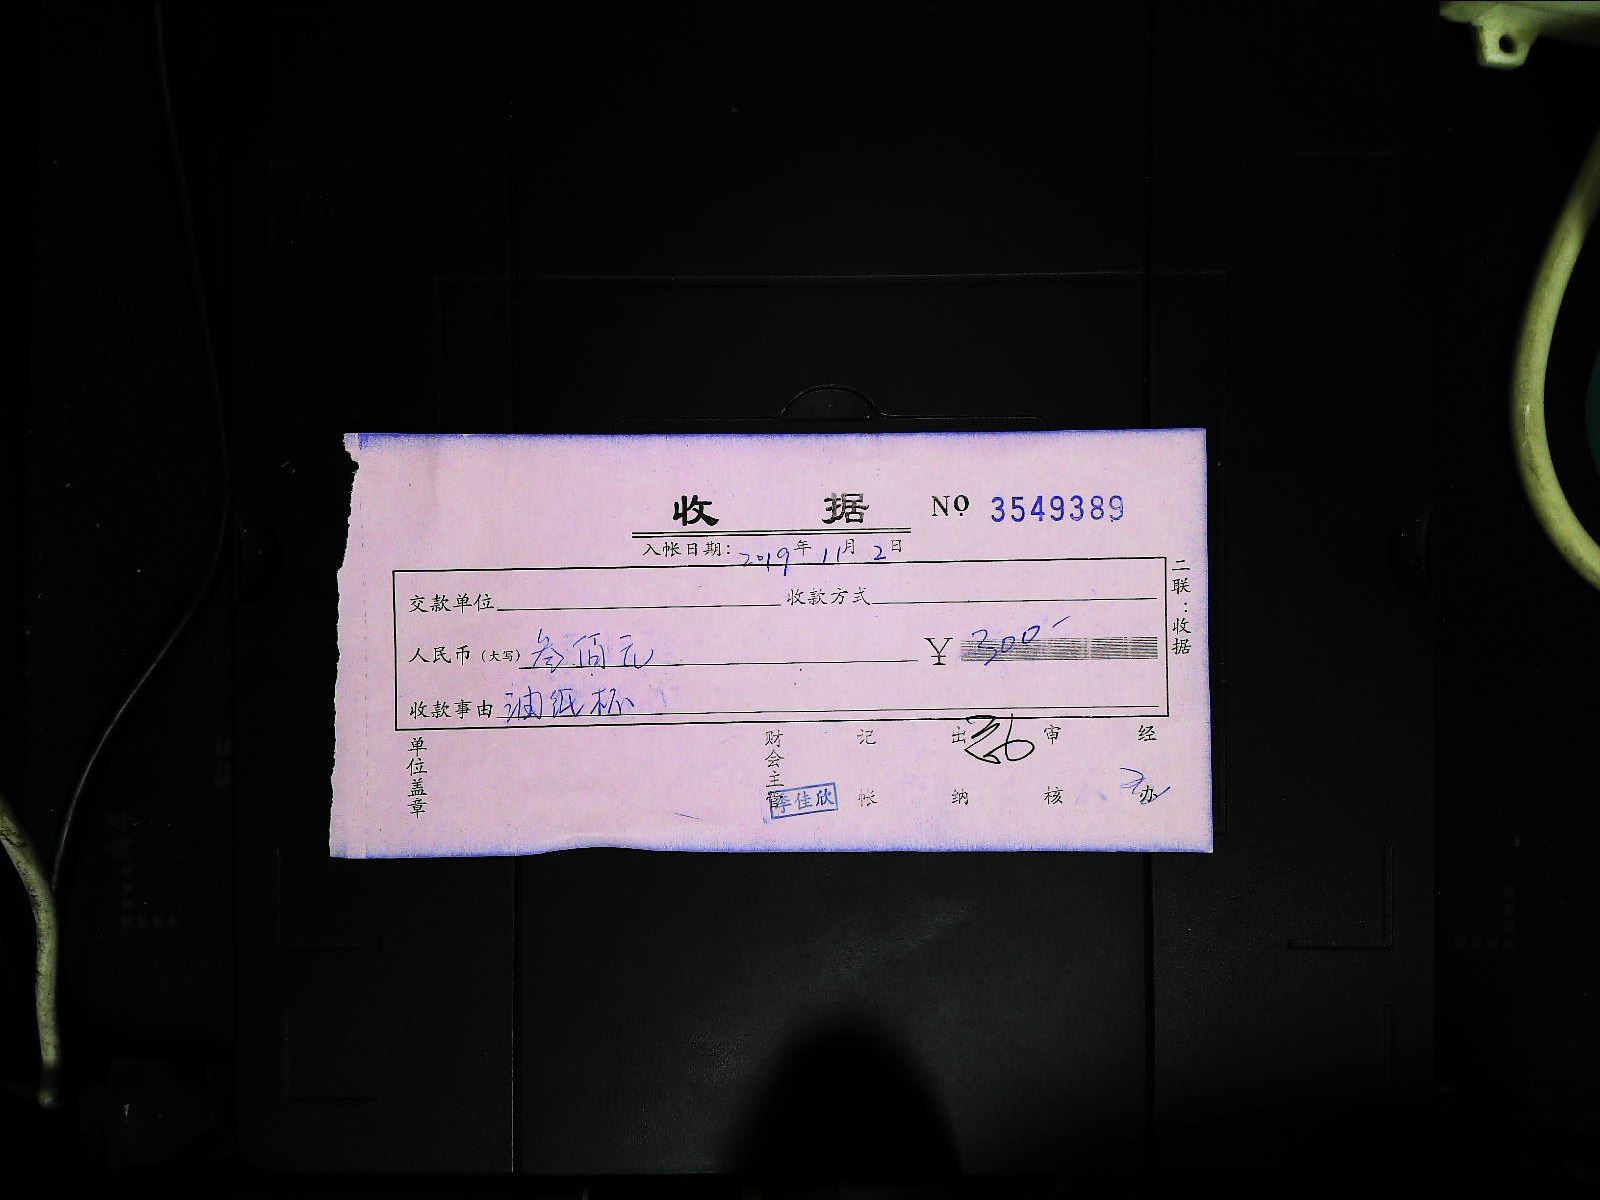 收 据 No 3549389
入帐日期：2019年11月2日
交款单位 收款方式
人民币（大写）叁佰元 ¥ 300-
收款事由 油纸杯
二联：收据
单位盖章 财会主管 记帐 出纳 审核 经办
李佳欣